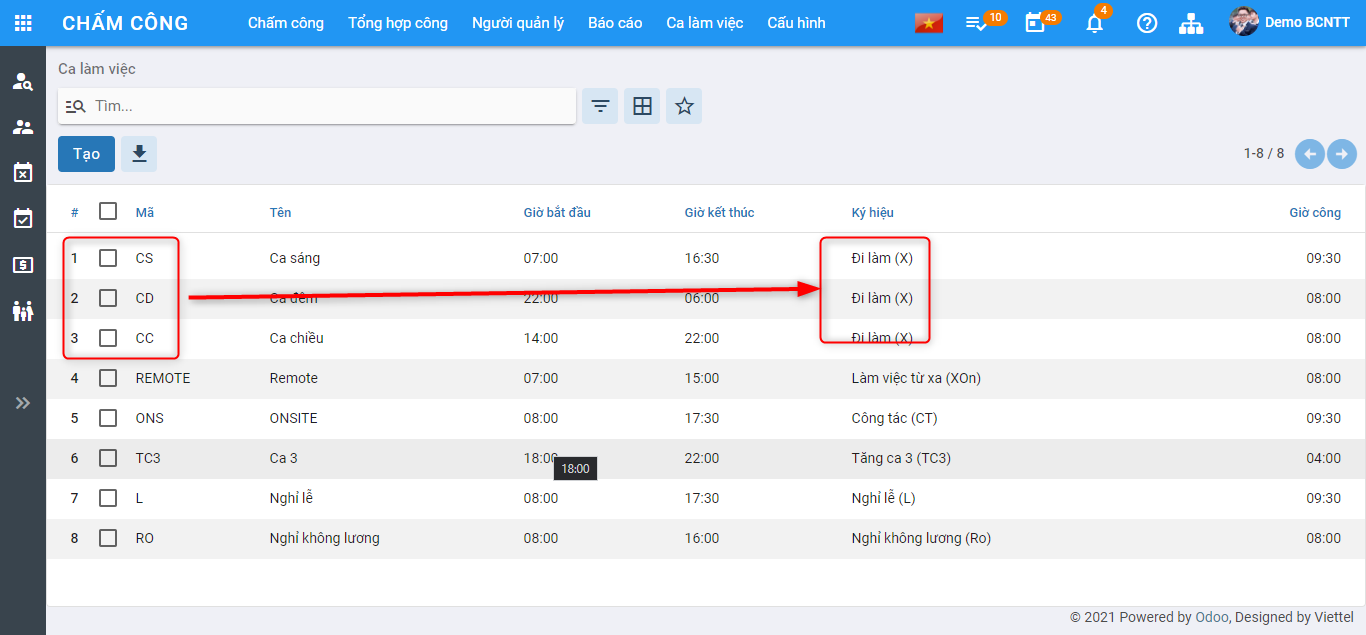 CHẤM CÔNG Chấm công Tổng hợp công Người quản lý Báo cáo Ca làm việc Cấu hình 10 43 4 Demo BCNTT
Ca làm việc
Tìm...
Tạo 1-8 / 8
# Mã Tên Giờ bắt đầu Giờ kết thúc Ký hiệu Giờ công
1 CS Ca sáng 07:00 16:30 Đi làm (X) 09:30
2 CD Ca đêm 22:00 06:00 Đi làm (X) 08:00
3 CC Ca chiều 14:00 22:00 Đi làm (X) 08:00
4 REMOTE Remote 07:00 15:00 Làm việc từ xa (XOn) 08:00
5 ONS ONSITE 08:00 17:30 Công tác (CT) 09:30
6 TC3 Ca 3 18:00 22:00 Tăng ca 3 (TC3) 04:00
18:00
7 L Nghỉ lễ 08:00 17:30 Nghỉ lễ (L) 09:30
8 RO Nghỉ không lương 08:00 16:00 Nghỉ không lương (Ro) 08:00
© 2021 Powered by Odoo, Designed by Viettel